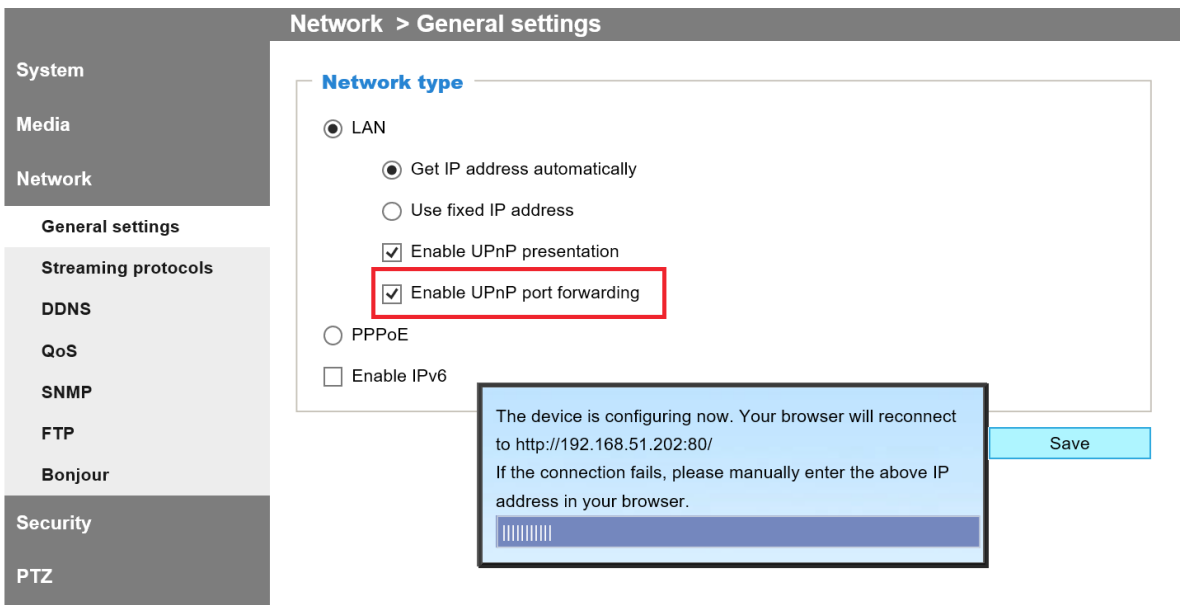 Network > General settings
System
Media
Network
General settings
Streaming protocols
DDNS
QoS
SNMP
FTP
Bonjour
Security
PTZ
Network type
LAN
Get IP address automatically
Use fixed IP address
Enable UPnP presentation
Enable UPnP port forwarding
PPPoE
Enable IPv6
The device is configuring now. Your browser will reconnect
to http://192.168.51.202:80/
If the connection fails, please manually enter the above IP
address in your browser.
Save